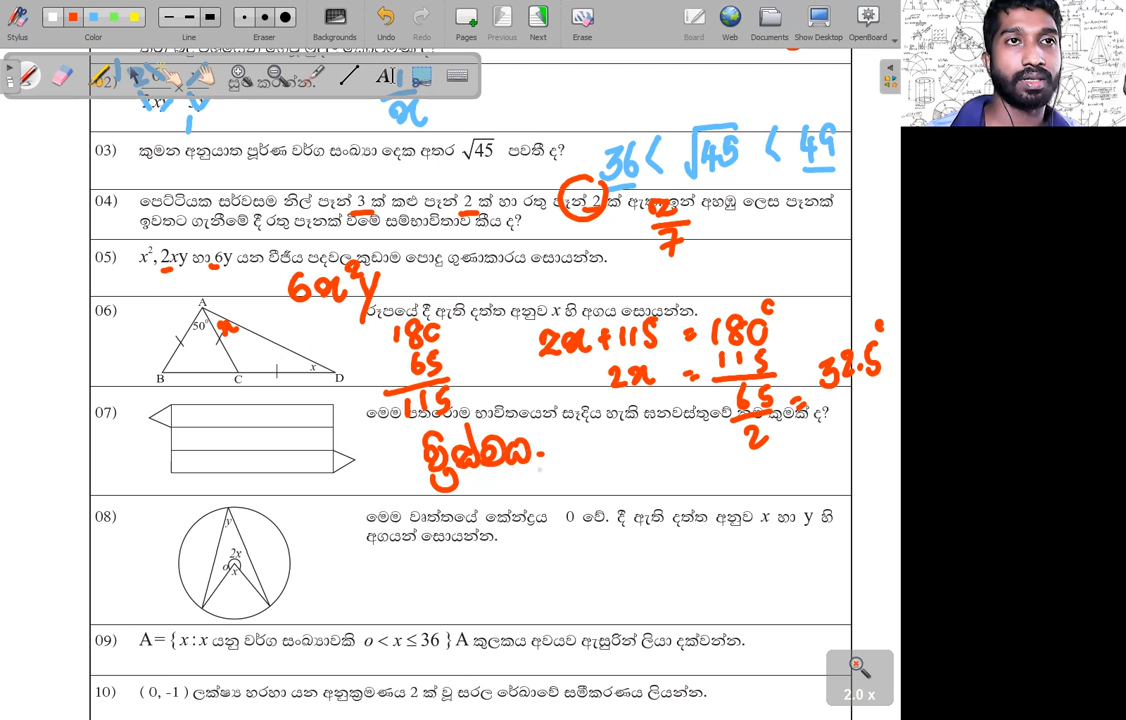 Stylus Color Line Eraser Backgrounds Undo Redo Pages Previous Next Erase Board Web Documents Show Desktop OpenBoard
02) සුළු කරන්න.
1
x
1
03) කුමන අනුයාත පූර්ණ වර්ග සංඛ්‍යා දෙක අතර √45 පවතී ද?
36 < √45 < 49
04) පෙට්ටියක සර්වසම නිල් පෑන් 3 ක් කළු පෑන් 2 ක් හා රතු පෑන් 2 ක් ඇත. ඉන් අහඹු ලෙස පෑනක්
ඉවතට ගැනීමේ දී රතු පෑනක් වීමේ සම්භාවිතාව කීය ද?
2
7
05) x², 2xy හා 6y යන වීජීය පදවල කුඩාම පොදු ගුණාකාරය සොයන්න.
6x²y
06) රූපයේ දී ඇති දත්ත අනුව x හි අගය සොයන්න.
A
50°
x
B C D
x
180
65
115
2x + 115 = 180°
2x = 115
65 = 32.5°
2
07) මෙම පතරොම භාවිතයෙන් සෑදිය හැකි ඝනවස්තුවේ නම කුමක් ද?
ප්‍රිස්මය.
08) මෙම වෘත්තයේ කේන්ද්‍රය 0 වේ. දී ඇති දත්ත අනුව x හා y හි
අගයන් සොයන්න.
y
2x
o
x
09) A= { x : x යනු වර්ග සංඛ්‍යාවකි o < x ≤ 36 } A කුලකය අවයව ඇසුරින් ලියා දක්වන්න.
10) ( 0, -1 ) ලක්ෂ්‍ය හරහා යන අනුක්‍රමණය 2 ක් වූ සරල රේඛාවේ සමීකරණය ලියන්න.
2.0 x